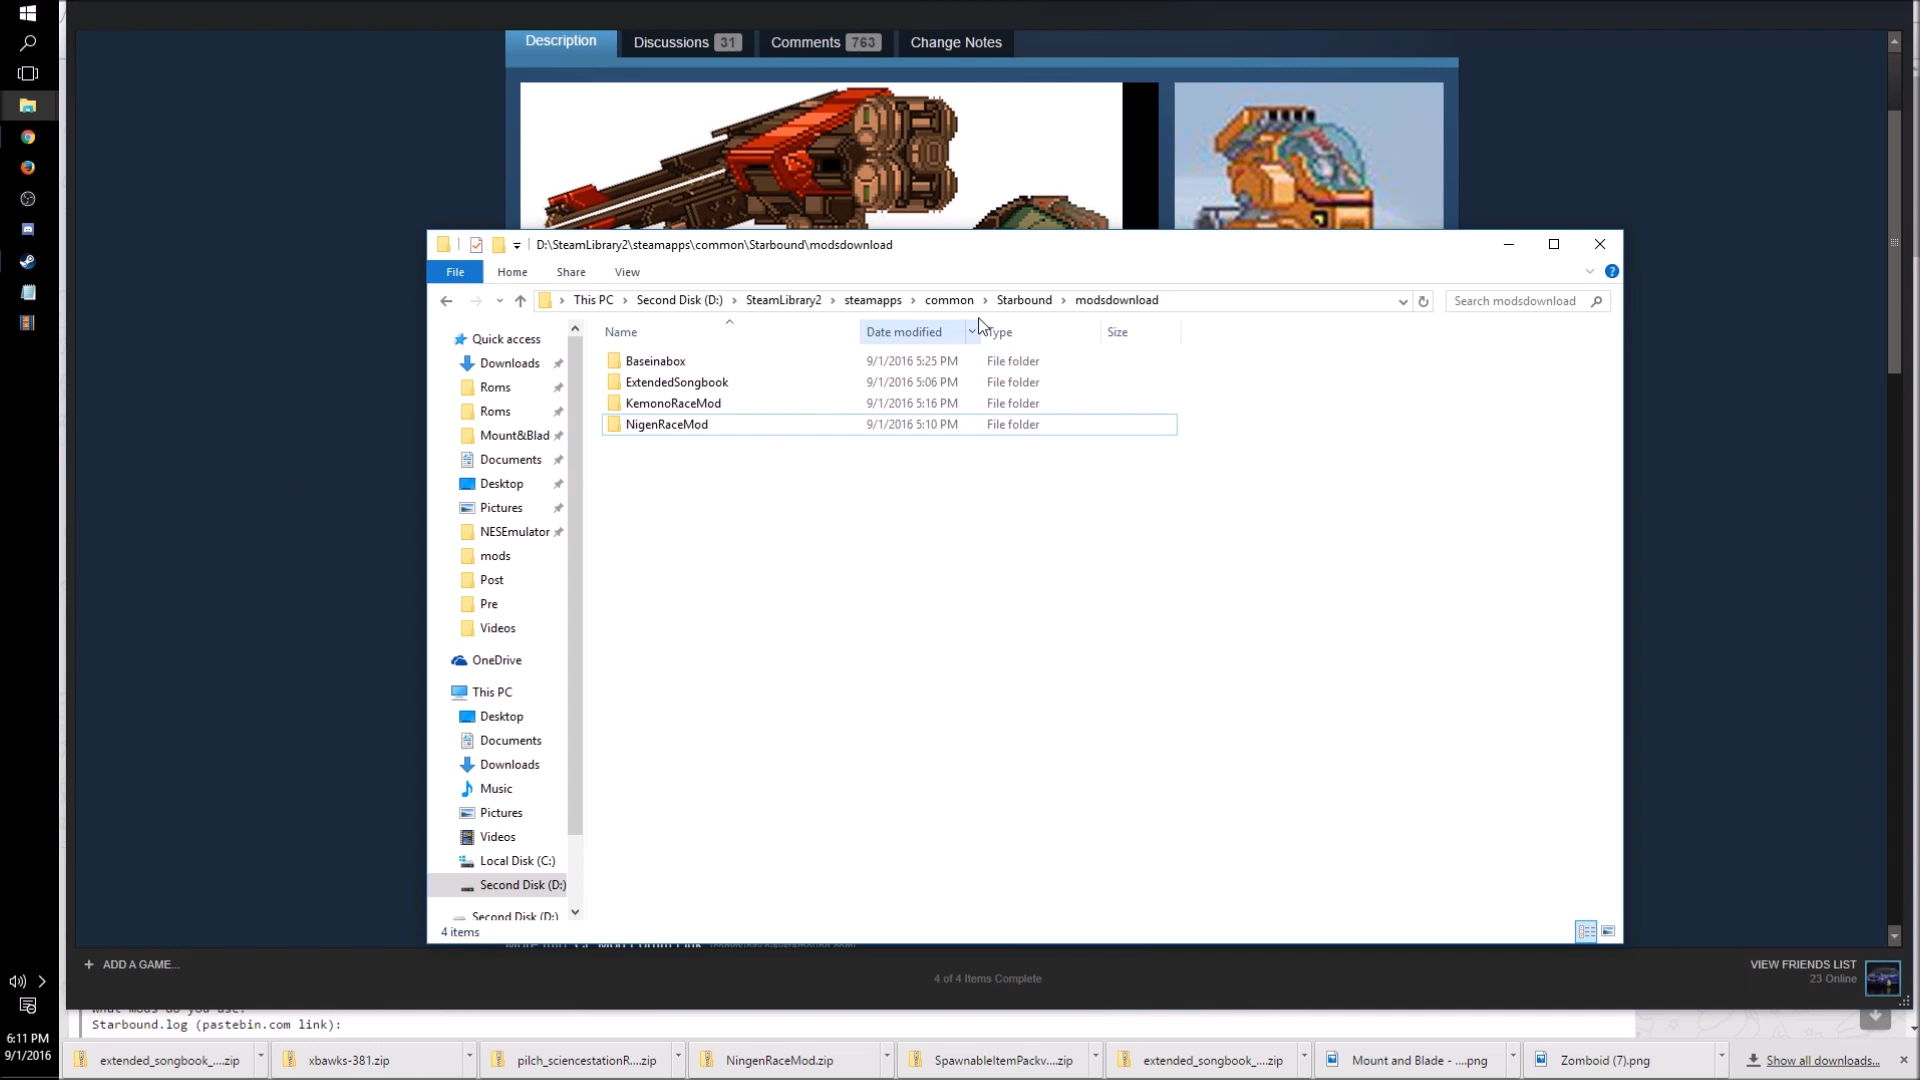 Description
Discussions 31
Comments 763
Change Notes
D:\SteamLibrary2\steamapps\common\Starbound\modsdownload
File
Home
Share
View
This PC
Second Disk (D:)
SteamLibrary2
steamapps
common
Starbound
modsdownload
Search modsdownload
Name
Date modified
Type
Size
Baseinabox 9/1/2016 5:25 PM File folder
ExtendedSongbook 9/1/2016 5:06 PM File folder
KemonoRaceMod 9/1/2016 5:16 PM File folder
NigenRaceMod 9/1/2016 5:10 PM File folder
Quick access
Downloads
Roms
Roms
Mount&Blad
Documents
Desktop
Pictures
NESEmulator
mods
Post
Pre
Videos
OneDrive
This PC
Desktop
Documents
Downloads
Music
Pictures
Videos
Local Disk (C:)
Second Disk (D:)
Second Disk (D:)
4 items
+ ADD A GAME...
4 of 4 Items Complete
VIEW FRIENDS LIST
23 Online
What mods do you use:
Starbound.log (pastebin.com link):
6:11 PM
9/1/2016
extended_songbook_....zip
xbawks-381.zip
pilch_sciencestationR....zip
NingenRaceMod.zip
SpawnableItemPackv....zip
extended_songbook_....zip
Mount and Blade - ....png
Zomboid (7).png
Show all downloads...